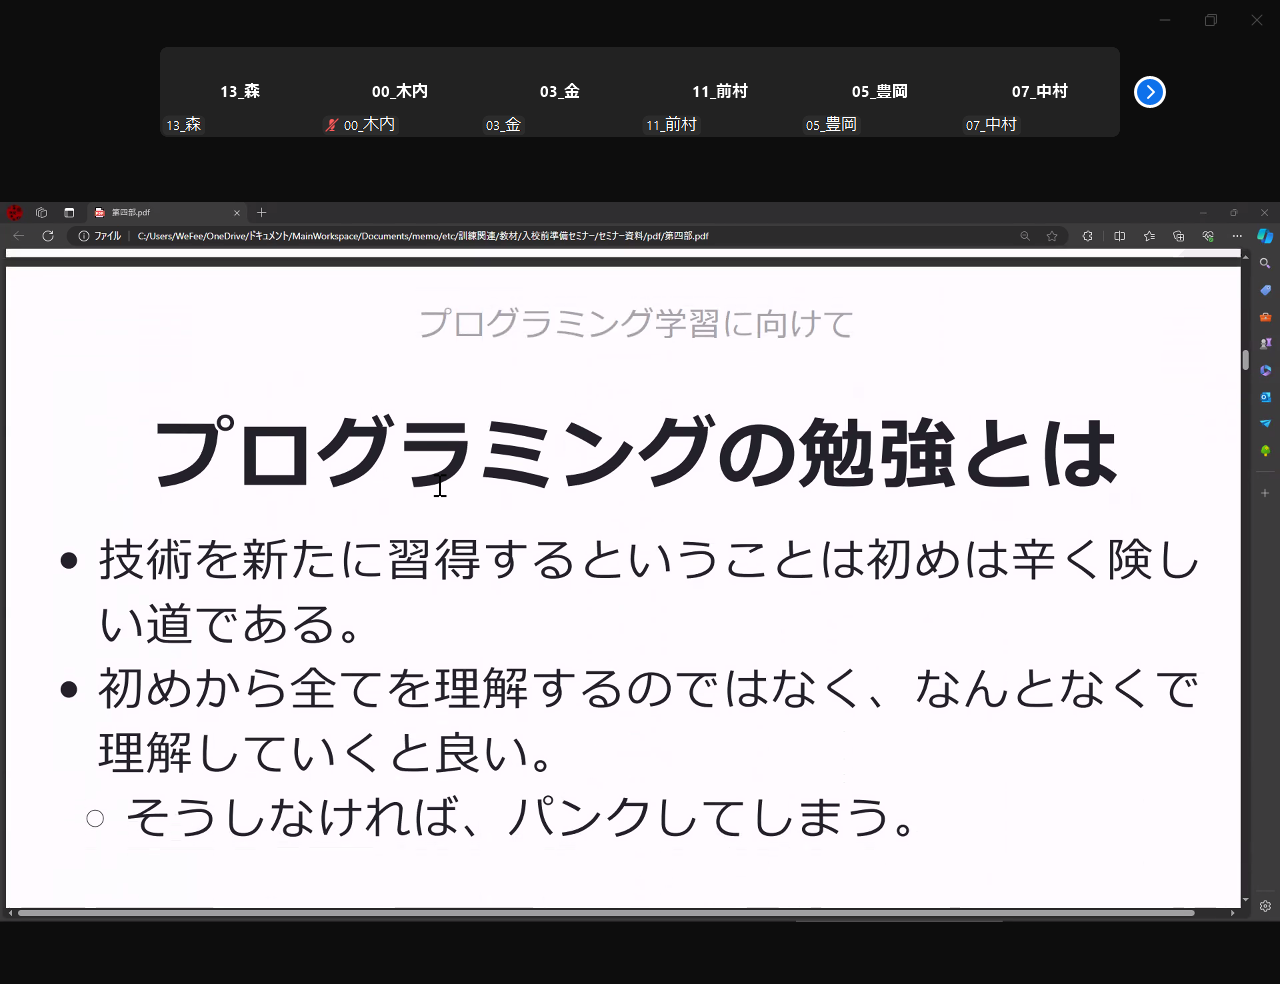 13_森 00_木内 03_金 11_前村 05_豊岡 07_中村
13_森 00_木内 03_金 11_前村 05_豊岡 07_中村
第四部.pdf
ファイル C:/Users/WeFee/OneDrive/ドキュメント/MainWorkspace/Documents/memo/etc/訓練関連/教材/入校前準備セミナー/セミナー資料/pdf/第四部.pdf
プログラミング学習に向けて
プログラミングの勉強とは
• 技術を新たに習得するということは初めは辛く険し
い道である。
• 初めから全てを理解するのではなく、なんとなくで
理解していくと良い。
○ そうしなければ、パンクしてしまう。